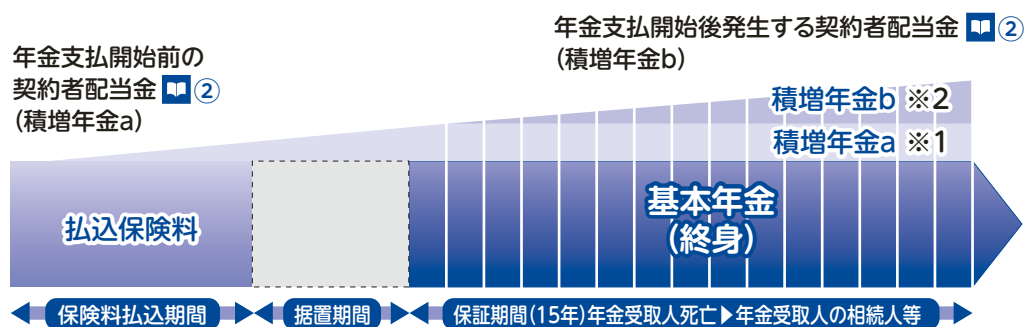 年金支払開始前の
契約者配当金 ②
(積増年金a)
年金支払開始後発生する契約者配当金 ②
(積増年金b)
積増年金b ※2
積増年金a ※1
払込保険料
基本年金
(終身)
保険料払込期間
据置期間
保証期間(15年)年金受取人死亡▶年金受取人の相続人等